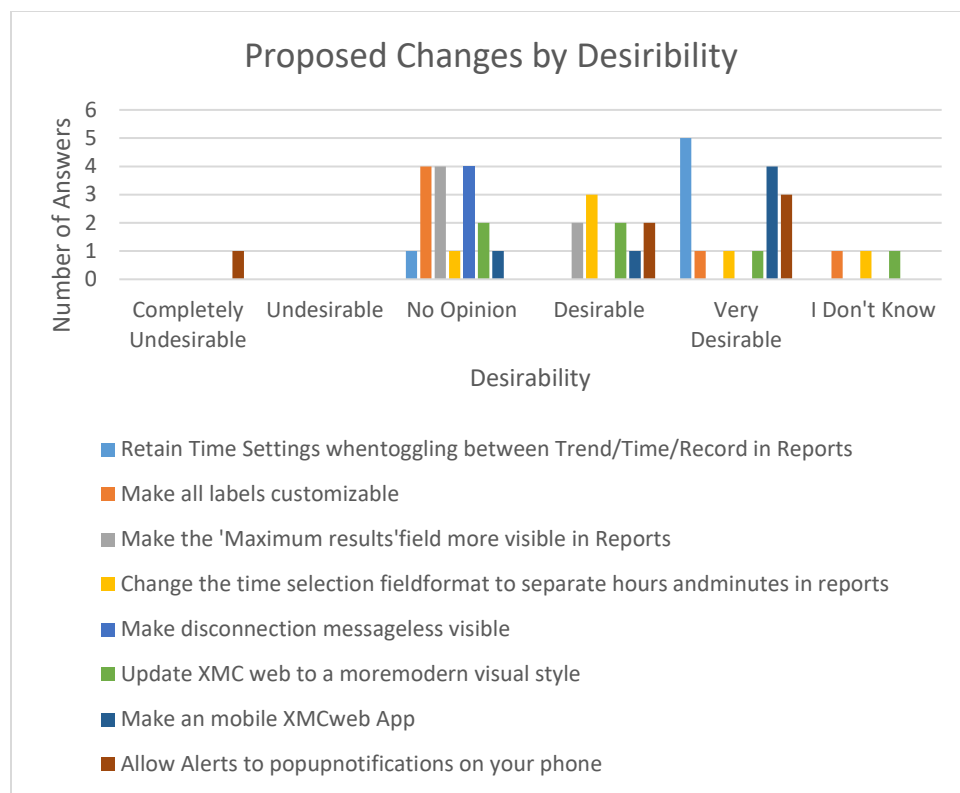 Proposed Changes by Desiribility
6
5
4
3
2
1
0
Number of Answers
Completely Undesirable
Undesirable
No Opinion
Desirable
Very Desirable
I Don't Know
Desirability
Retain Time Settings whentoggling between Trend/Time/Record in Reports
Make all labels customizable
Make the 'Maximum results'field more visible in Reports
Change the time selection fieldformat to separate hours andminutes in reports
Make disconnection messageless visible
Update XMC web to a moremodern visual style
Make an mobile XMCweb App
Allow Alerts to popupnotifications on your phone